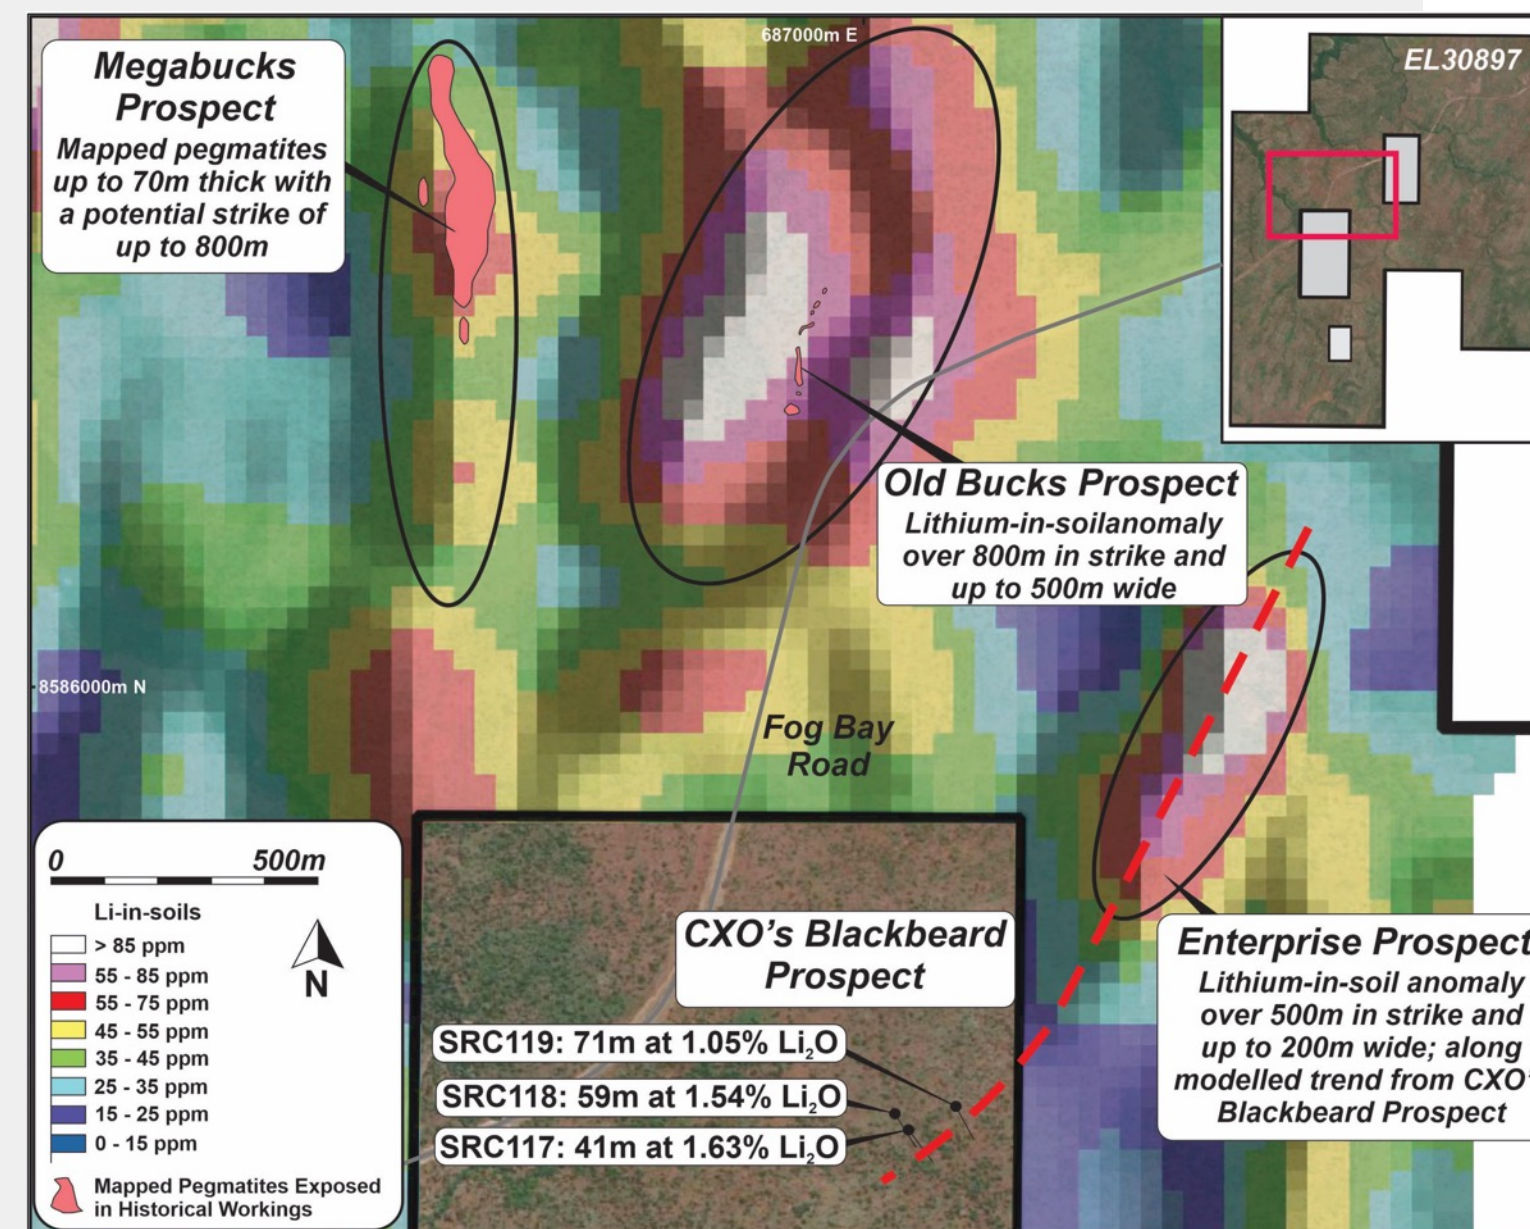 687000m E
EL30897
Megabucks
Prospect
Mapped pegmatites
up to 70m thick with
a potential strike of
up to 800m
Old Bucks Prospect
Lithium-in-soilanomaly
over 800m in strike and
up to 500m wide
8586000m N
Fog Bay
Road
0 500m
Li-in-soils
> 85 ppm
55 - 85 ppm
55 - 75 ppm
45 - 55 ppm
35 - 45 ppm
25 - 35 ppm
15 - 25 ppm
0 - 15 ppm
N
Mapped Pegmatites Exposed
in Historical Workings
CXO's Blackbeard
Prospect
SRC119: 71m at 1.05% Li₂O
SRC118: 59m at 1.54% Li₂O
SRC117: 41m at 1.63% Li₂O
Enterprise Prospect
Lithium-in-soil anomaly
over 500m in strike and
up to 200m wide; along
modelled trend from CXO'
Blackbeard Prospect